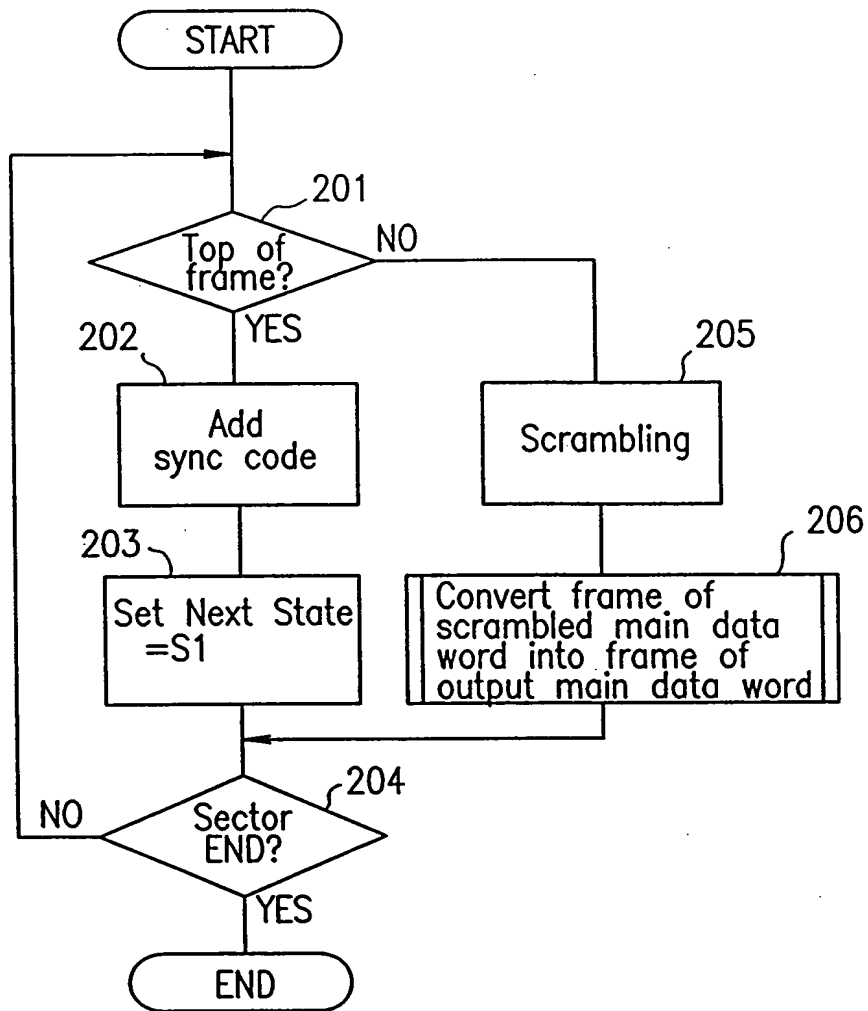 START
201
Top of
frame?
NO
YES
202
Add
sync code
205
Scrambling
203
Set Next State
=S1
206
Convert frame of
scrambled main data
word into frame of
output main data word
204
Sector
END?
NO
YES
END